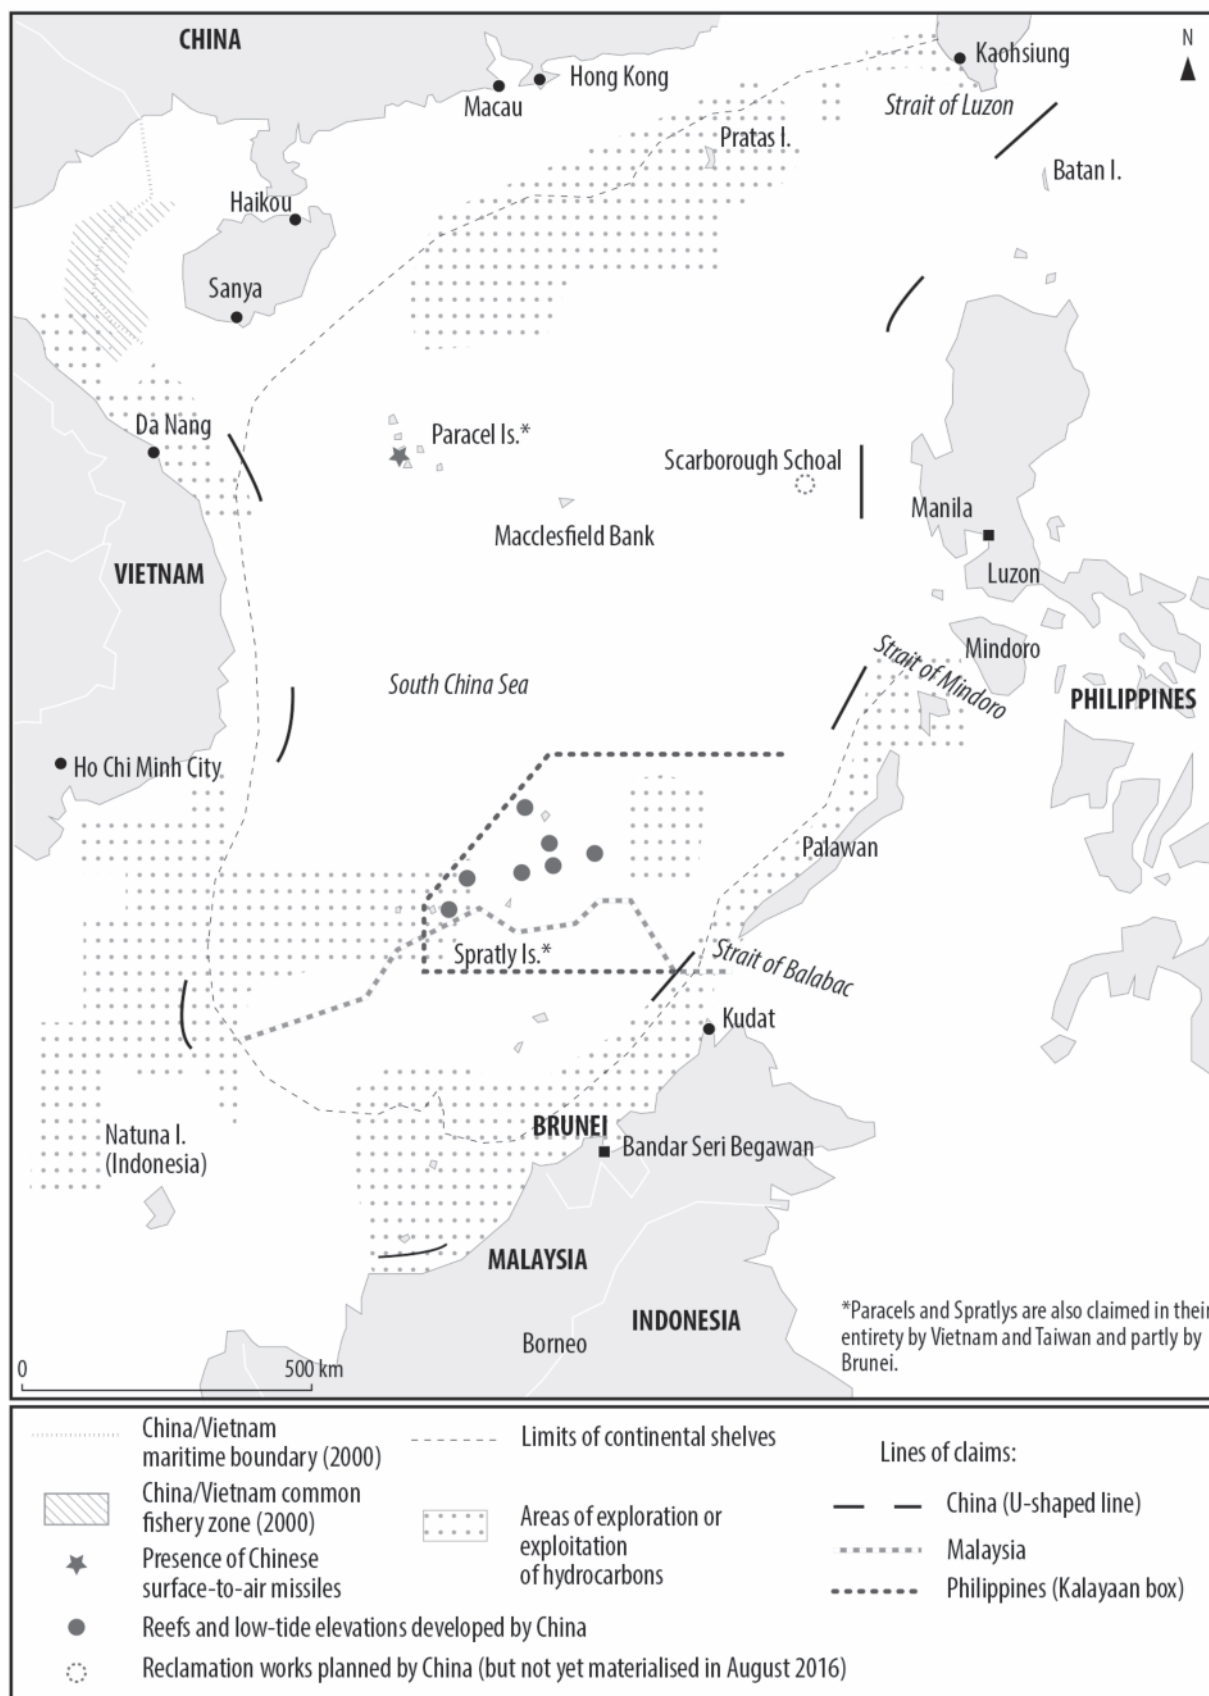 CHINA
Hong Kong
Macau
Kaohsiung
N
Strait of Luzon
Pratas I.
Batan I.
Haikou
Sanya
Da Nang
Paracel Is.*
Scarborough Schoal
Macclesfield Bank
Manila
Luzon
VIETNAM
Mindoro
Strait of Mindoro
South China Sea
PHILIPPINES
Ho Chi Minh City
Palawan
Spratly Is.*
Strait of Balabac
Kudat
Natuna I.
(Indonesia)
BRUNEI
Bandar Seri Begawan
MALAYSIA
INDONESIA
Borneo
*Paracels and Spratlys are also claimed in their
entirety by Vietnam and Taiwan and partly by
Brunei.
0 500 km
China/Vietnam
maritime boundary (2000)
China/Vietnam common
fishery zone (2000)
Presence of Chinese
surface-to-air missiles
Reefs and low-tide elevations developed by China
Reclamation works planned by China (but not yet materialised in August 2016)
Limits of continental shelves
Areas of exploration or
exploitation
of hydrocarbons
Lines of claims:
China (U-shaped line)
Malaysia
Philippines (Kalayaan box)